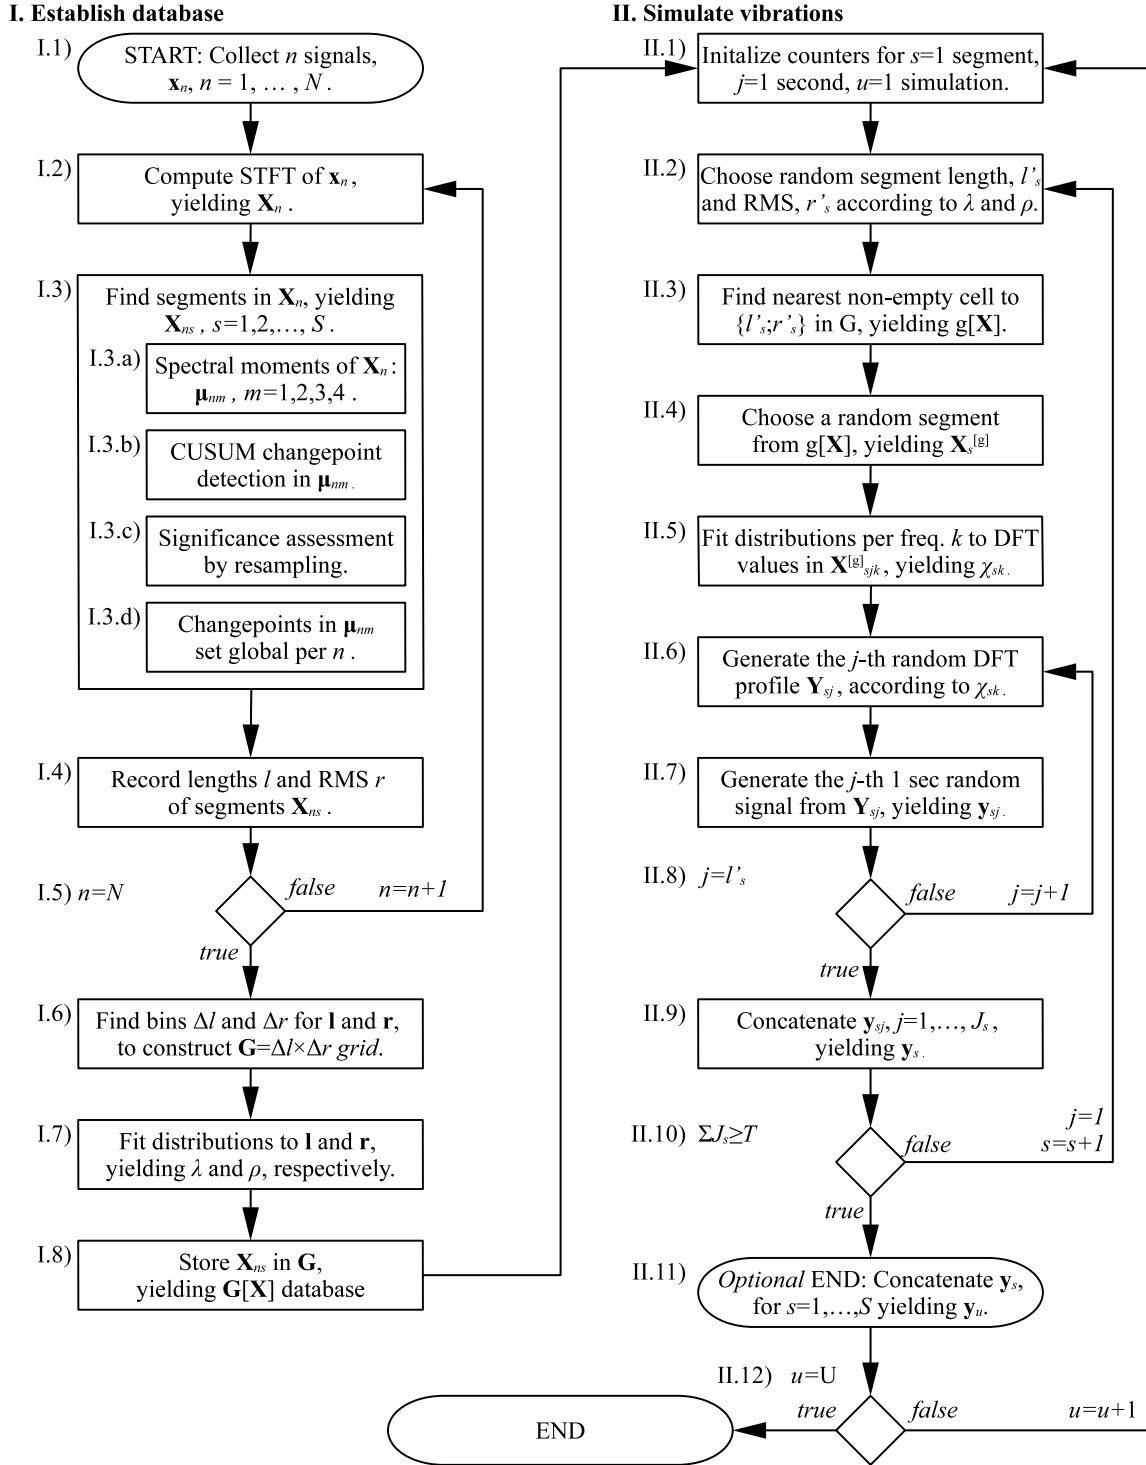 I. Establish database
I.1)
START: Collect n signals,
xn, n = 1, … , N .
I.2)
Compute STFT of xn ,
yielding Xn .
I.3)
Find segments in Xn, yielding
Xns , s=1,2,…, S .
I.3.a)
Spectral moments of Xn :
μnm , m=1,2,3,4 .
I.3.b)
CUSUM changepoint
detection in μnm .
I.3.c)
Significance assessment
by resampling.
I.3.d)
Changepoints in μnm
set global per n .
I.4)
Record lengths l and RMS r
of segments Xns .
I.5) n=N
false
n=n+1
true
I.6)
Find bins Δl and Δr for l and r,
to construct G=Δl×Δr grid.
I.7)
Fit distributions to l and r,
yielding λ and ρ, respectively.
I.8)
Store Xns in G,
yielding G[X] database
II. Simulate vibrations
II.1)
Initalize counters for s=1 segment,
j=1 second, u=1 simulation.
II.2)
Choose random segment length, l’s
and RMS, r’s according to λ and ρ.
II.3)
Find nearest non-empty cell to
{l’s;r’s} in G, yielding g[X].
II.4)
Choose a random segment
from g[X], yielding Xs[g]
II.5)
Fit distributions per freq. k to DFT
values in X[g]sjk, yielding χsk .
II.6)
Generate the j-th random DFT
profile Ysj, according to χsk .
II.7)
Generate the j-th 1 sec random
signal from Ysj, yielding ysj .
II.8) j=l’s
false
j=j+1
true
II.9)
Concatenate ysj, j=1,…, Js ,
yielding ys .
II.10) ΣJs≥T
false
j=1
s=s+1
true
II.11)
Optional END: Concatenate ys,
for s=1,…,S yielding yu.
II.12) u=U
true
false
u=u+1
END